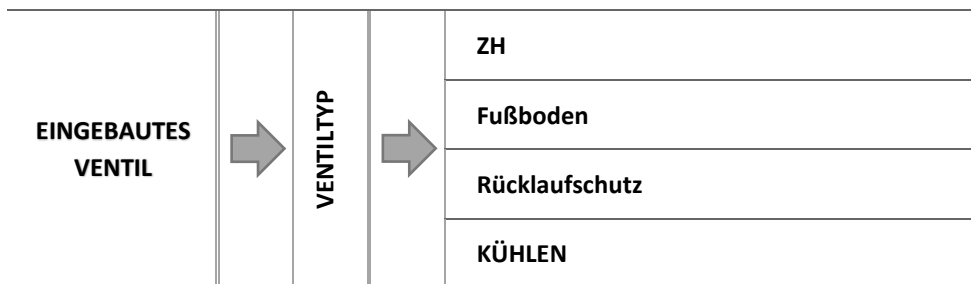 EINGEBAUTES
VENTIL
VENTILTYP
ZH
Fußboden
Rücklaufschutz
KÜHLEN